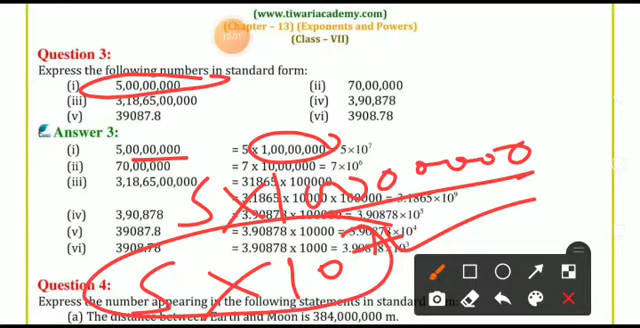 (www.tiwariacademy.com)
(Chapter – 13) (Exponents and Powers)
(Class – VII)
Question 3:
Express the following numbers in standard form:
(i) 5,00,00,000 (ii) 70,00,000
(iii) 3,18,65,00,000 (iv) 3,90,878
(v) 39087.8 (vi) 3908.78
Answer 3:
(i) 5,00,00,000 = 5 x 1,00,00,000 = 5×10⁷
(ii) 70,00,000 = 7 x 10,00,000 = 7×10⁶
(iii) 3,18,65,00,000 = 31865 x 100000
= 3.1865 x 10000 x 100000 = 3.1865×10⁹
(iv) 3,90,878 = 3.90878 x 100000 = 3.90878×10⁵
(v) 39087.8 = 3.90878 x 10000 = 3.90878×10⁴
(vi) 3908.78 = 3.90878 x 1000 = 3.90878×10³
5 × 10000000
5 × 10⁷
Question 4:
Express the number appearing in the following statements in standard form:
(a) The distance between Earth and Moon is 384,000,000 m.